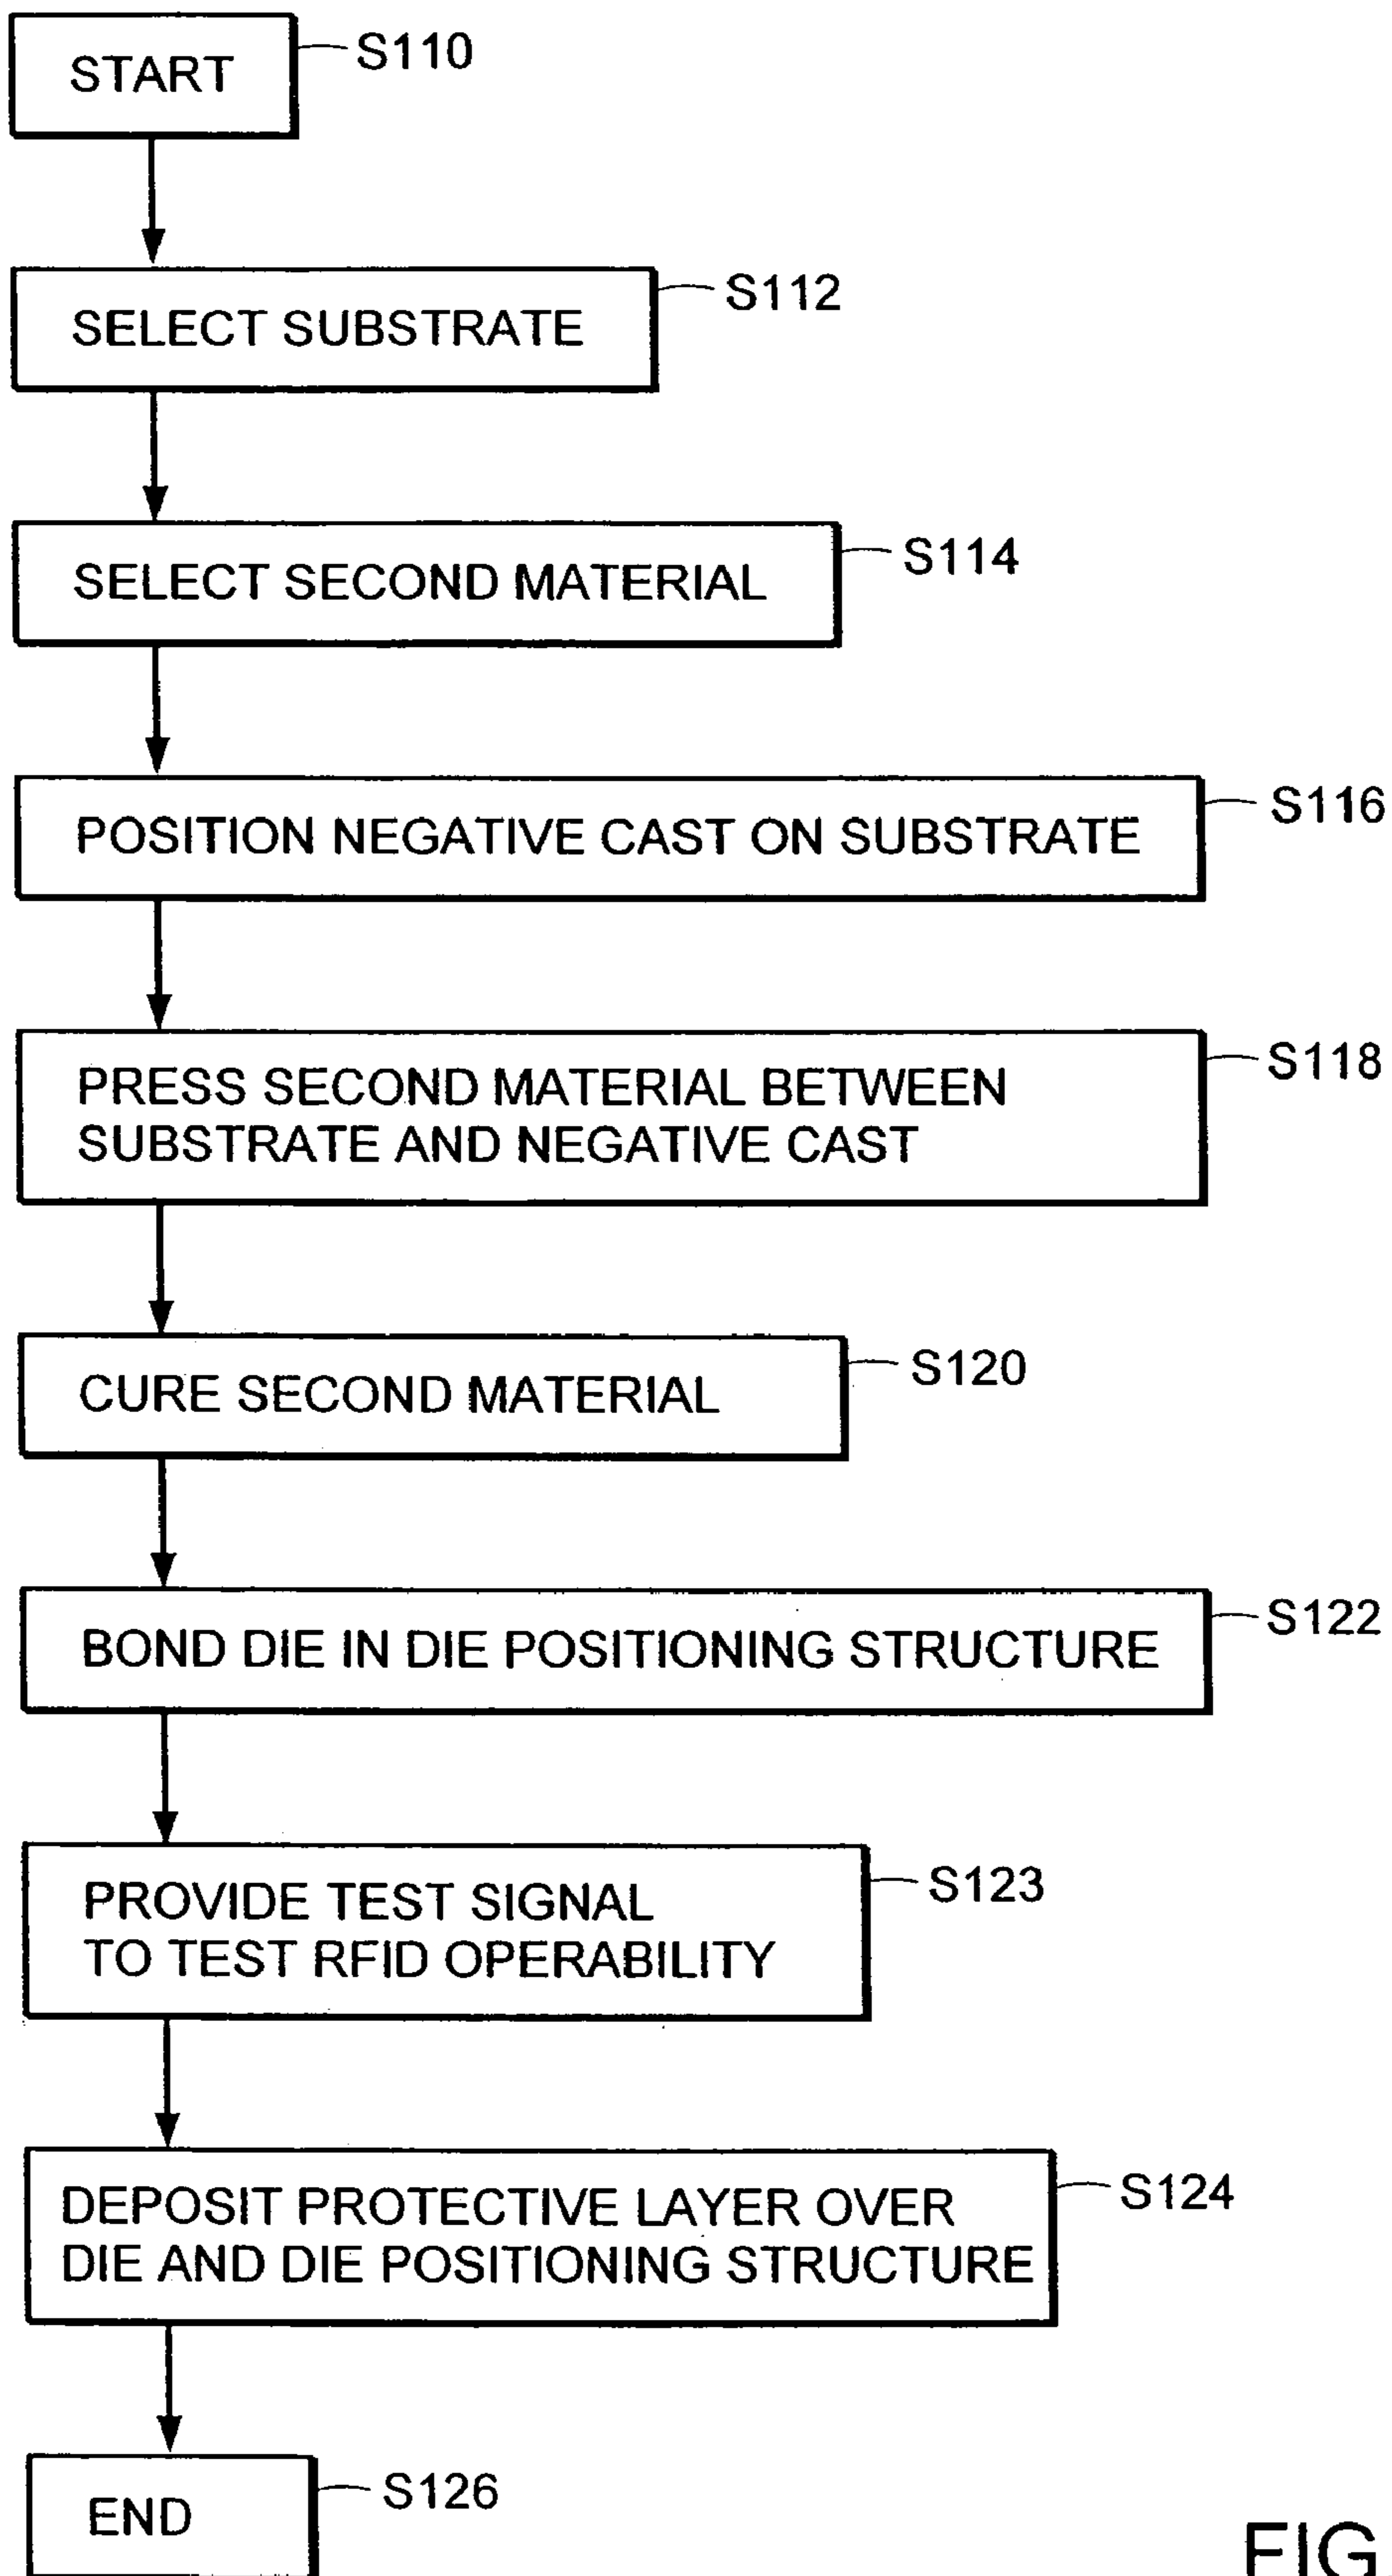 START
S110
SELECT SUBSTRATE
S112
SELECT SECOND MATERIAL
S114
POSITION NEGATIVE CAST ON SUBSTRATE
S116
PRESS SECOND MATERIAL BETWEEN
SUBSTRATE AND NEGATIVE CAST
S118
CURE SECOND MATERIAL
S120
BOND DIE IN DIE POSITIONING STRUCTURE
S122
PROVIDE TEST SIGNAL
TO TEST RFID OPERABILITY
S123
DEPOSIT PROTECTIVE LAYER OVER
DIE AND DIE POSITIONING STRUCTURE
S124
END
S126
FIG